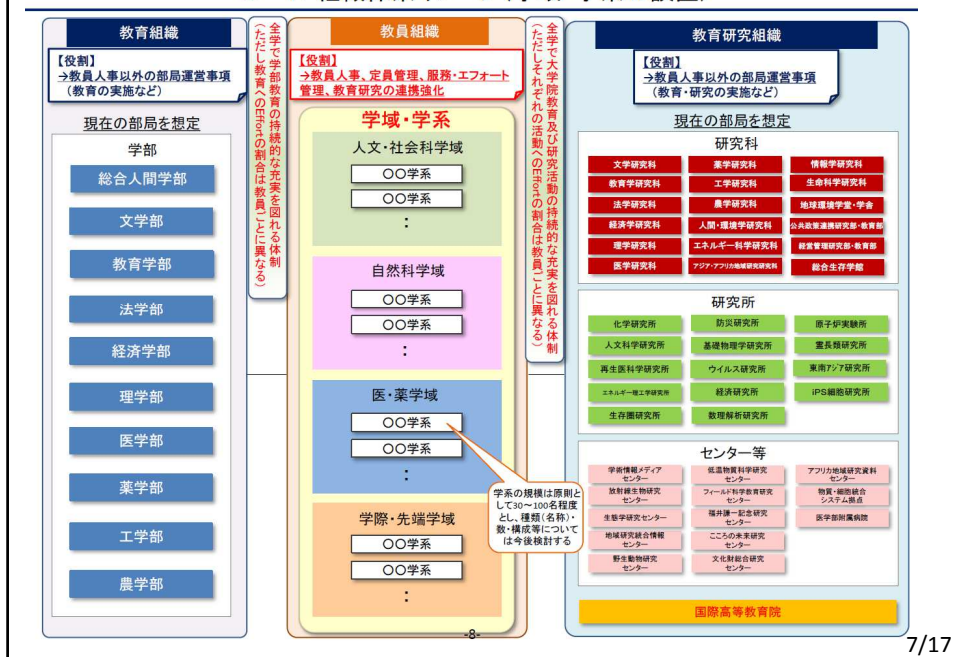 教育組織
【役割】
→教員人事以外の部局運営事項
（教育の実施など）
現在の部局を想定
学部
総合人間学部
文学部
教育学部
法学部
経済学部
理学部
医学部
薬学部
工学部
農学部
全学で学部教育の持続的な充実を図れる体制
（ただし教育へのEffortの割合は教員ごとに異なる）
教員組織
【役割】
→教員人事、定員管理、服務・エフォート
管理、教育研究の連携強化
学域・学系
人文・社会科学域
〇〇学系
〇〇学系
：
自然科学域
〇〇学系
〇〇学系
：
医・薬学域
〇〇学系
〇〇学系
：
学際・先端学域
〇〇学系
〇〇学系
：
学系の規模は原則と
して30～100名程度
とし、種類（名称）・
数・構成等について
は今後検討する
全学で大学院教育及び研究活動の持続的な充実を図れる体制
（ただしそれぞれの活動へのEffortの割合は教員ごとに異なる）
教育研究組織
【役割】
→教員人事以外の部局運営事項
（教育・研究の実施など）
現在の部局を想定
研究科
文学研究科
薬学研究科
情報学研究科
教育学研究科
工学研究科
生命科学研究科
法学研究科
農学研究科
地球環境学堂・学舎
経済学研究科
人間・環境学研究科
公共政策連携研究部・教育部
理学研究科
エネルギー科学研究科
経営管理研究部・教育部
医学研究科
アジア・アフリカ地域研究研究科
総合生存学館
研究所
化学研究所
防災研究所
原子炉実験所
人文科学研究所
基礎物理学研究所
霊長類研究所
再生医科学研究所
ウイルス研究所
東南アジア研究所
エネルギー理工学研究所
経済研究所
iPS細胞研究所
生存圏研究所
数理解析研究所
センター等
学術情報メディア
センター
低温物質科学研究
センター
アフリカ地域研究資料
センター
放射線生物研究
センター
フィールド科学教育研究
センター
物質－細胞統合
システム拠点
生態学研究センター
福井謙一記念研究
センター
医学部附属病院
地域研究統合情報
センター
こころの未来研究
センター
野生動物研究
センター
文化財総合研究
センター
国際高等教育院
-8-
7/17